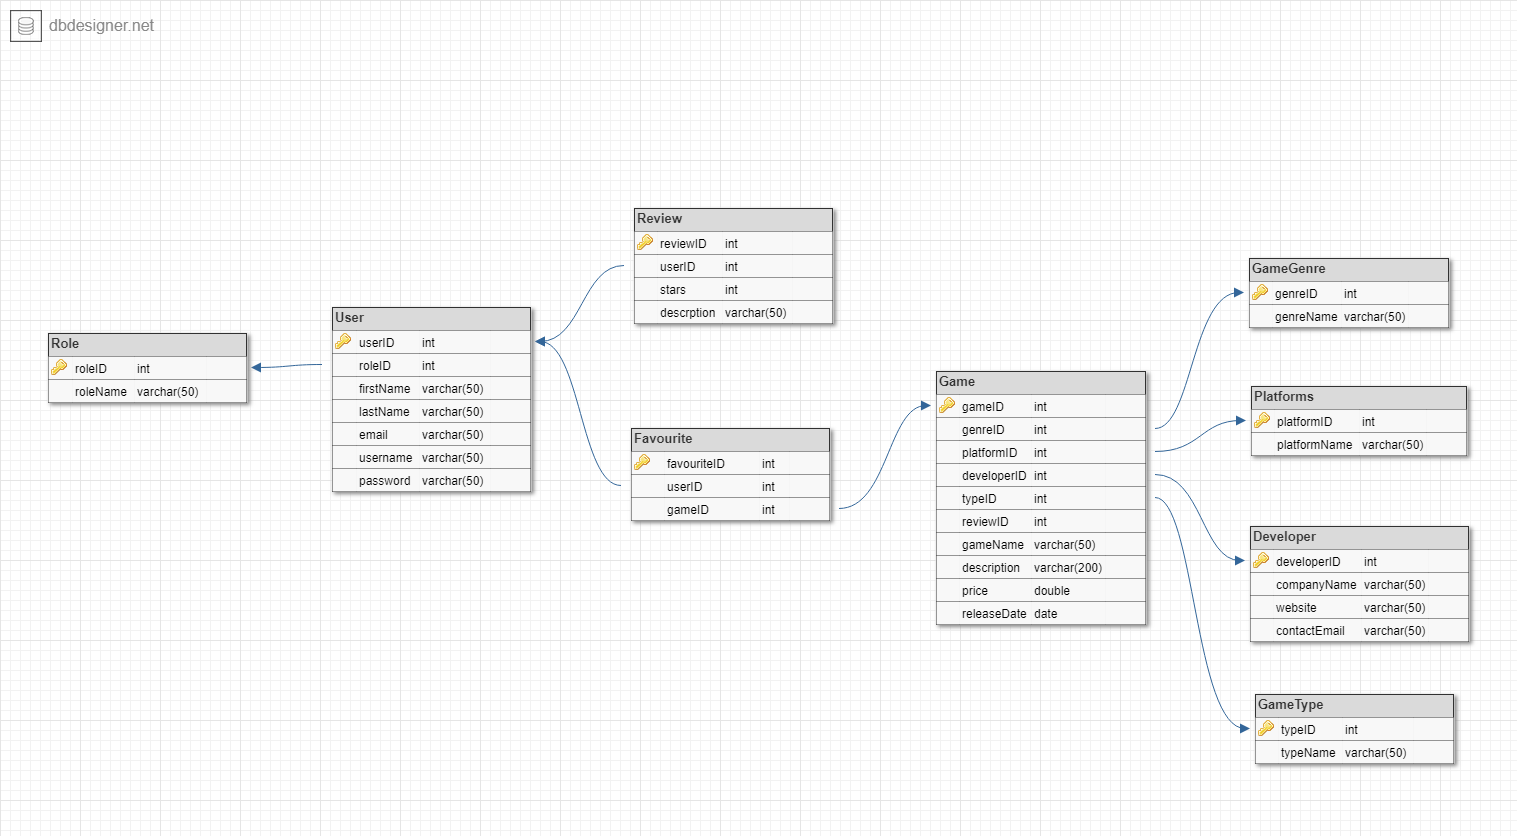 dbdesigner.net
Role
roleID int
roleName varchar(50)
User
userID int
roleID int
firstName varchar(50)
lastName varchar(50)
email varchar(50)
username varchar(50)
password varchar(50)
Review
reviewID int
userID int
stars int
descrption varchar(50)
Favourite
favouriteID int
userID int
gameID int
Game
gameID int
genreID int
platformID int
developerID int
typeID int
reviewID int
gameName varchar(50)
description varchar(200)
price double
releaseDate date
GameGenre
genreID int
genreName varchar(50)
Platforms
platformID int
platformName varchar(50)
Developer
developerID int
companyName varchar(50)
website varchar(50)
contactEmail varchar(50)
GameType
typeID int
typeName varchar(50)